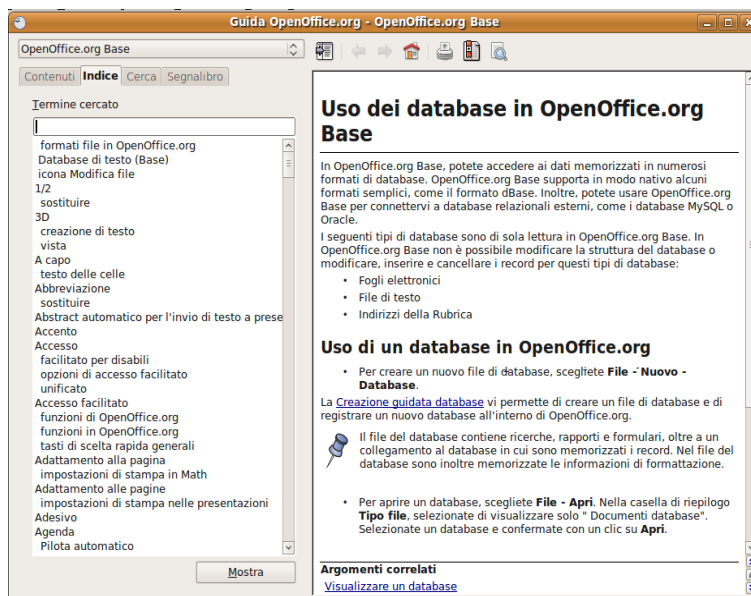 Guida OpenOffice.org - OpenOffice.org Base
OpenOffice.org Base
Contenuti Indice Cerca Segnalibro
Termine cercato
formati file in OpenOffice.org
Database di testo (Base)
icona Modifica file
1/2
sostituire
3D
creazione di testo
vista
A capo
testo delle celle
Abbreviazione
sostituire
Abstract automatico per l'invio di testo a prese
Accento
Accesso
facilitato per disabili
opzioni di accesso facilitato
unificato
Accesso facilitato
funzioni di OpenOffice.org
funzioni in OpenOffice.org
tasti di scelta rapida generali
Adattamento alla pagina
impostazioni di stampa in Math
Adattamento alle pagine
impostazioni di stampa nelle presentazioni
Adesivo
Agenda
Pilota automatico
Mostra
Uso dei database in OpenOffice.org
Base
In OpenOffice.org Base, potete accedere ai dati memorizzati in numerosi
formati di database. OpenOffice.org Base supporta in modo nativo alcuni
formati semplici, come il formato dBase. Inoltre, potete usare OpenOffice.org
Base per connettervi a database relazionali esterni, come i database MySQL o
Oracle.
I seguenti tipi di database sono di sola lettura in OpenOffice.org Base. In
OpenOffice.org Base non è possibile modificare la struttura del database o
modificare, inserire e cancellare i record per questi tipi di database:
• Fogli elettronici
• File di testo
• Indirizzi della Rubrica
Uso di un database in OpenOffice.org
• Per creare un nuovo file di database, scegliete File - Nuovo -
Database.
La Creazione guidata database vi permette di creare un file di database e di
registrare un nuovo database all'interno di OpenOffice.org.
Il file del database contiene ricerche, rapporti e formulari, oltre a un
collegamento al database in cui sono memorizzati i record. Nel file del
database sono inoltre memorizzate le informazioni di formattazione.
• Per aprire un database, scegliete File - Apri. Nella casella di riepilogo
Tipo file, selezionate di visualizzare solo " Documenti database".
Selezionate un database e confermate con un clic su Apri.
Argomenti correlati
Visualizzare un database